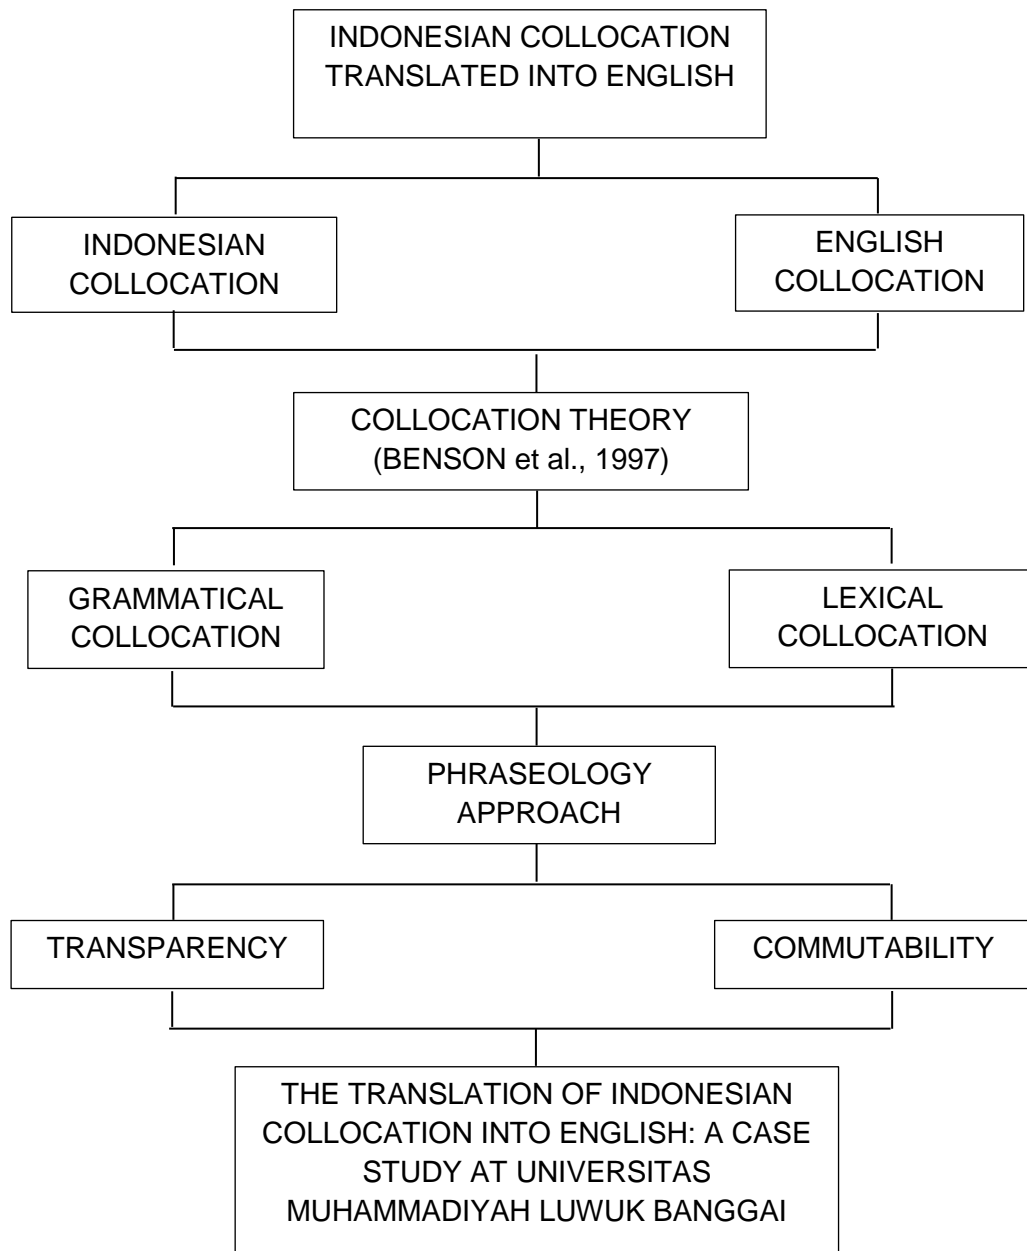 INDONESIAN COLLOCATION
TRANSLATED INTO ENGLISH
INDONESIAN
COLLOCATION
ENGLISH
COLLOCATION
COLLOCATION THEORY
(BENSON et al., 1997)
GRAMMATICAL
COLLOCATION
LEXICAL
COLLOCATION
PHRASEOLOGY
APPROACH
TRANSPARENCY
COMMUTABILITY
THE TRANSLATION OF INDONESIAN
COLLOCATION INTO ENGLISH: A CASE
STUDY AT UNIVERSITAS
MUHAMMADIYAH LUWUK BANGGAI